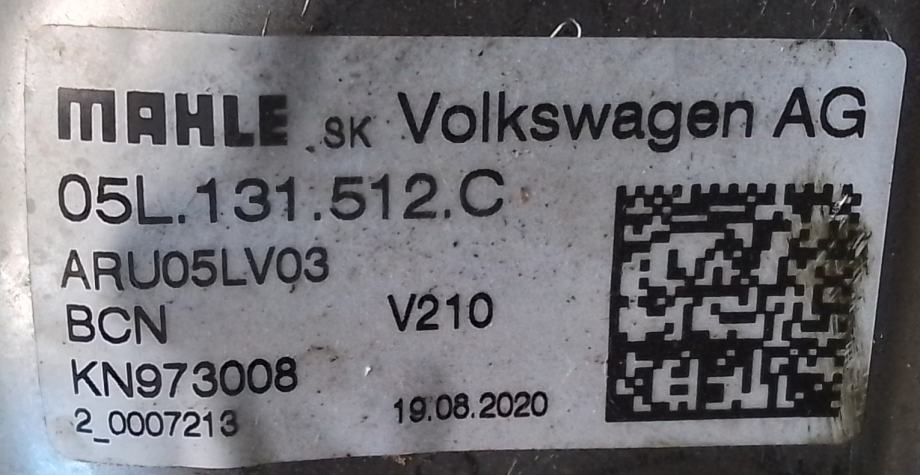 MAHLE .SK Volkswagen AG
05L.131.512.C
ARU05LV03
BCN V210
KN973008
2_0007213 19.08.2020